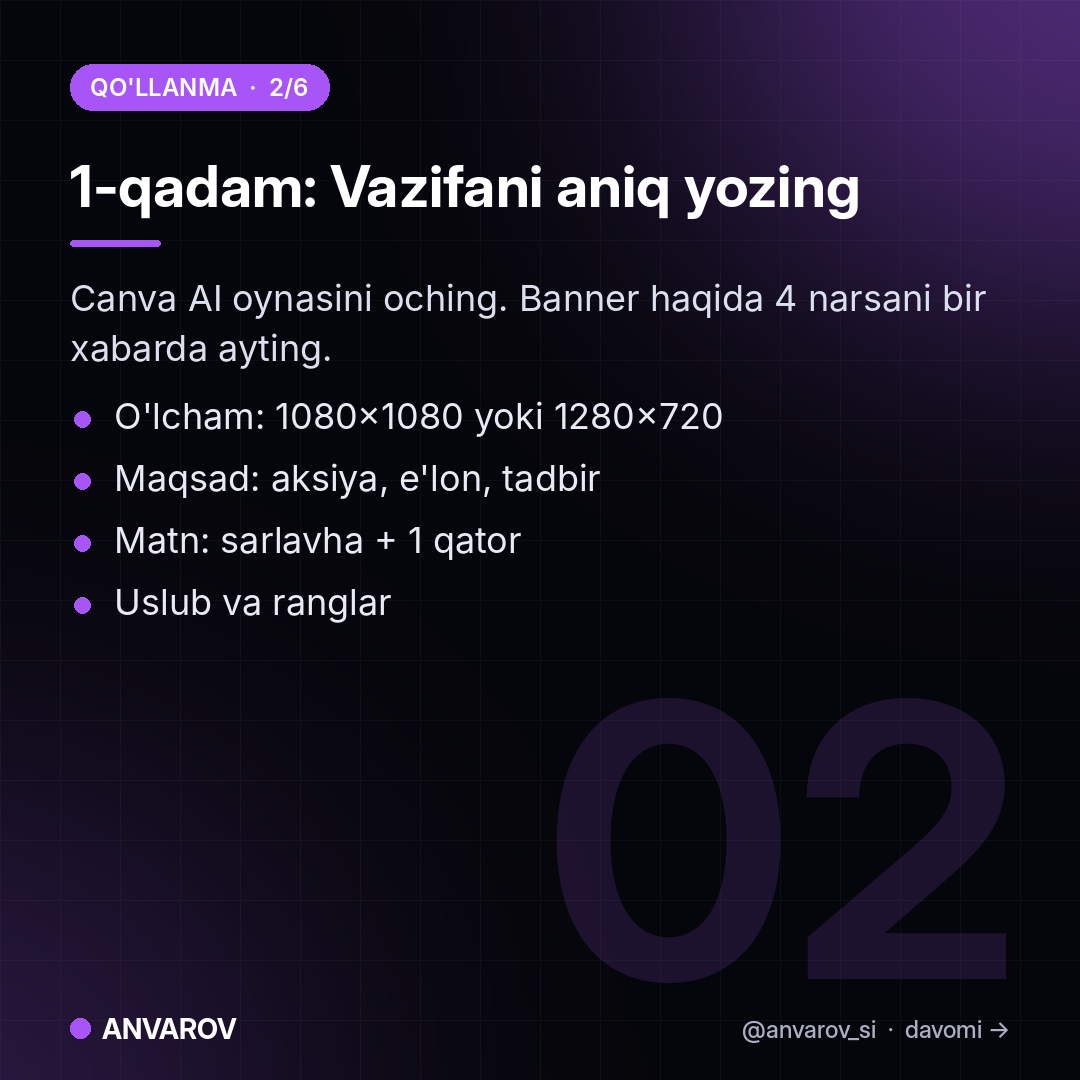 QO'LLANMA · 2/6
1-qadam: Vazifani aniq yozing
Canva AI oynasini oching. Banner haqida 4 narsani bir
xabarda ayting.
O'lcham: 1080×1080 yoki 1280×720
Maqsad: aksiya, e'lon, tadbir
Matn: sarlavha + 1 qator
Uslub va ranglar
02
ANVAROV
@anvarov_si · davomi →